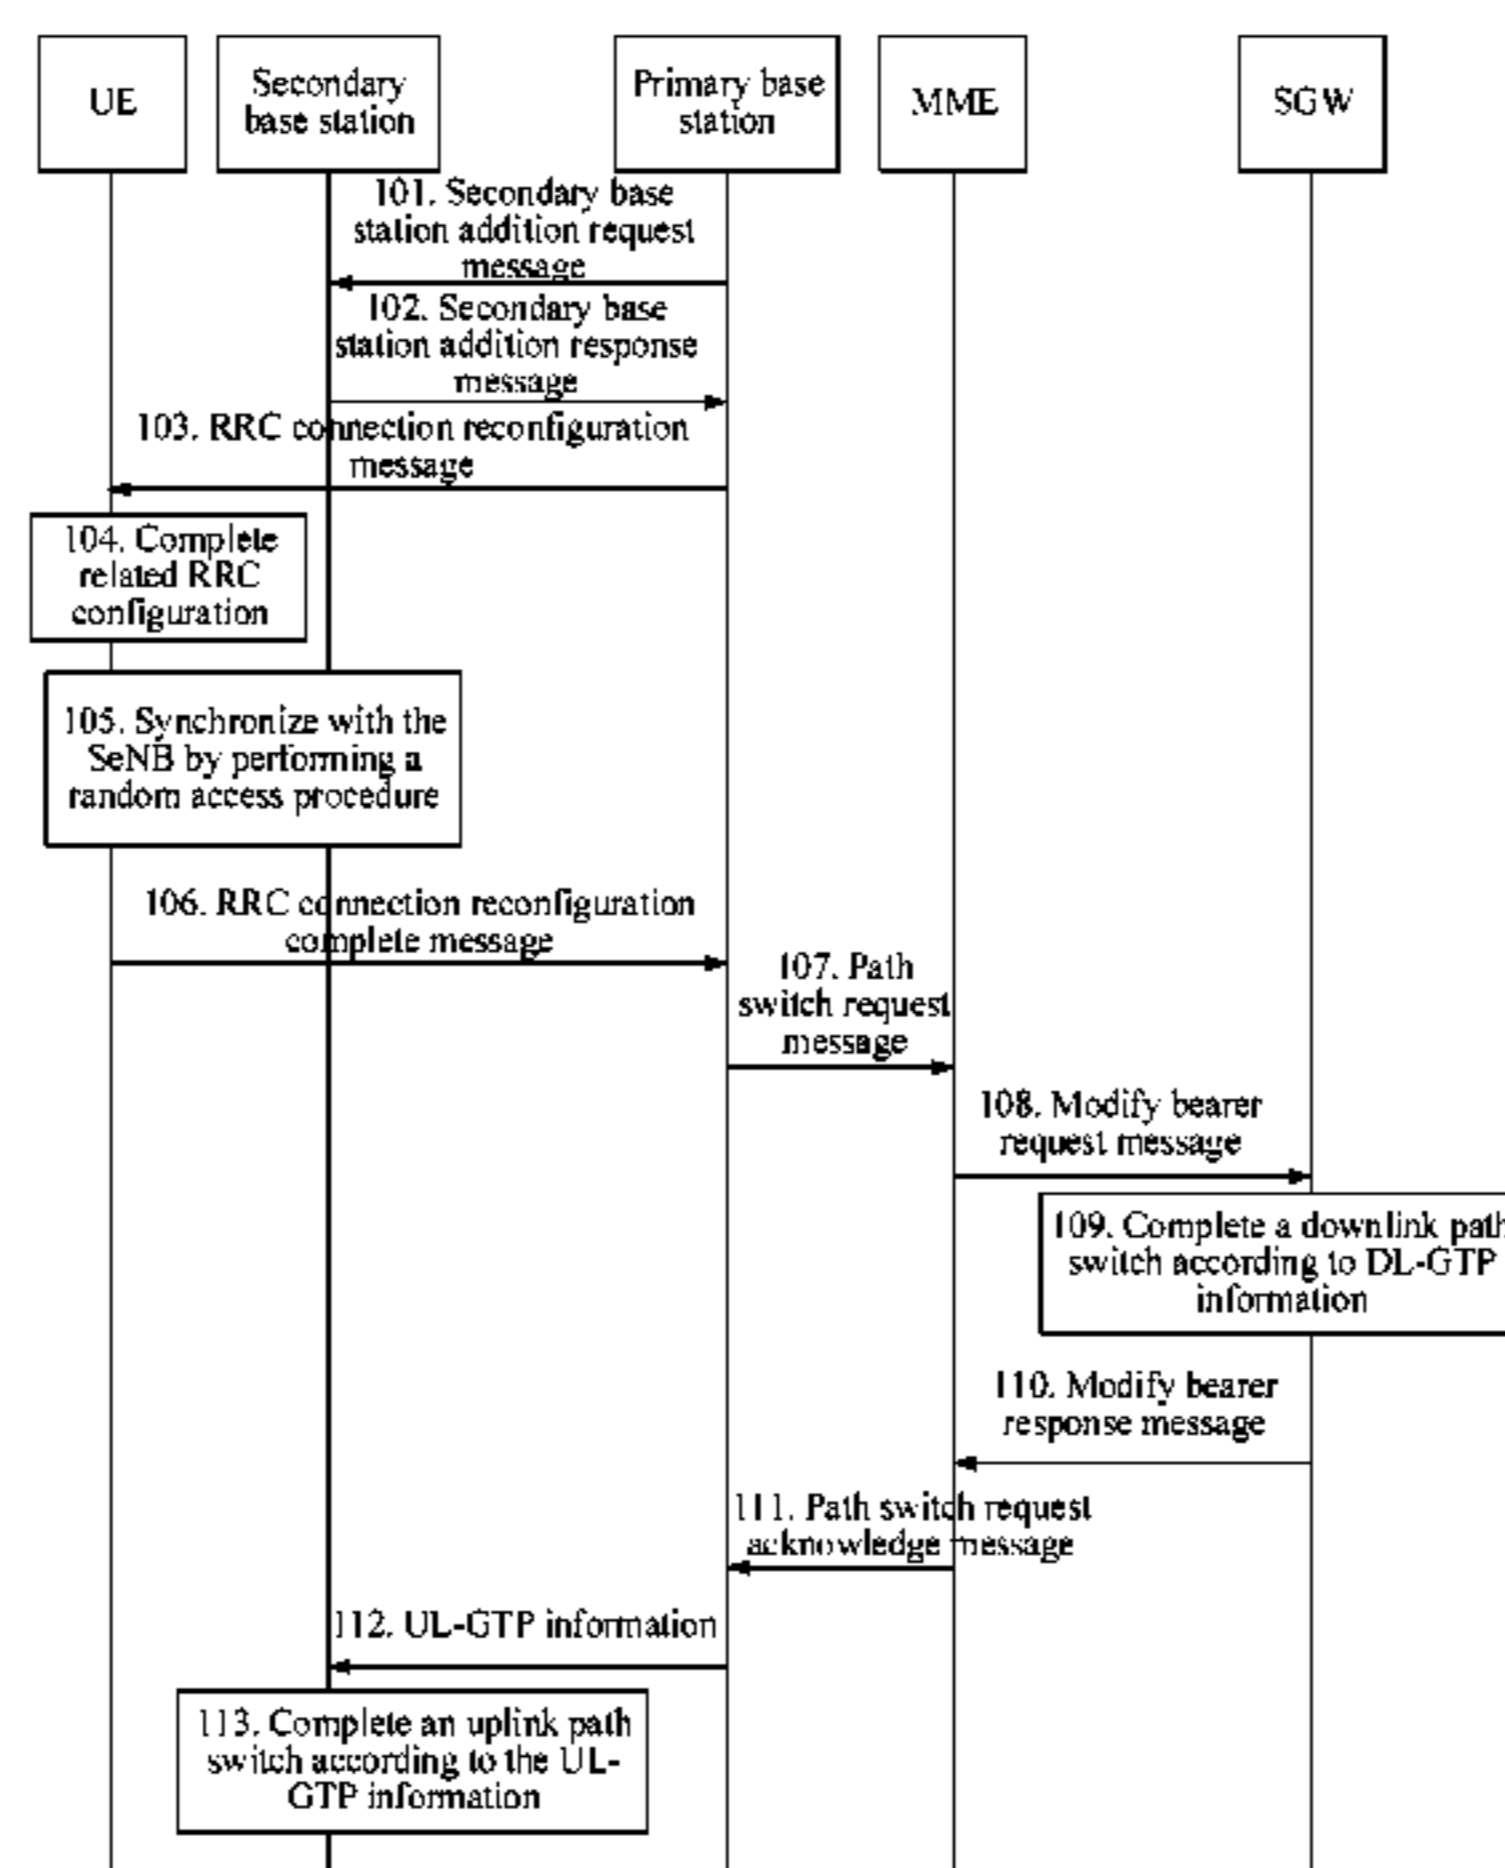 UE
Secondary
base station
Primary base
station
MME
SGW
101. Secondary base
station addition request
message
102. Secondary base
station addition response
message
103. RRC connection reconfiguration
message
104. Complete
related RRC
configuration
105. Synchronize with the
SeNB by performing a
random access procedure
106. RRC connection reconfiguration
complete message
107. Path
switch request
message
108. Modify bearer
request message
109. Complete a downlink path
switch according to DL-GTP
information
110. Modify bearer
response message
111. Path switch request
acknowledge message
112. UL-GTP information
113. Complete an uplink path
switch according to the UL-
GTP information